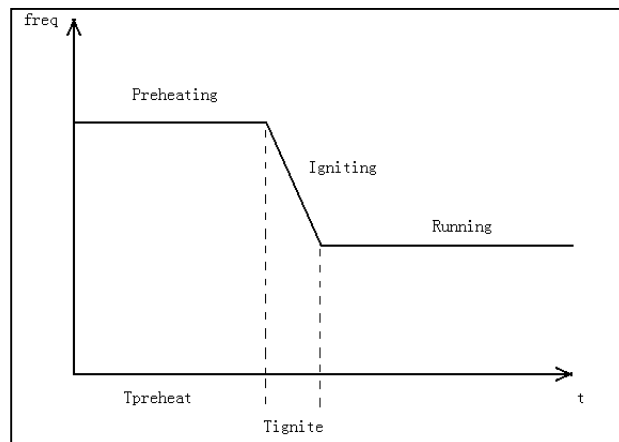 freq
Preheating
Igniting
Running
Tpreheat
t
Tignite